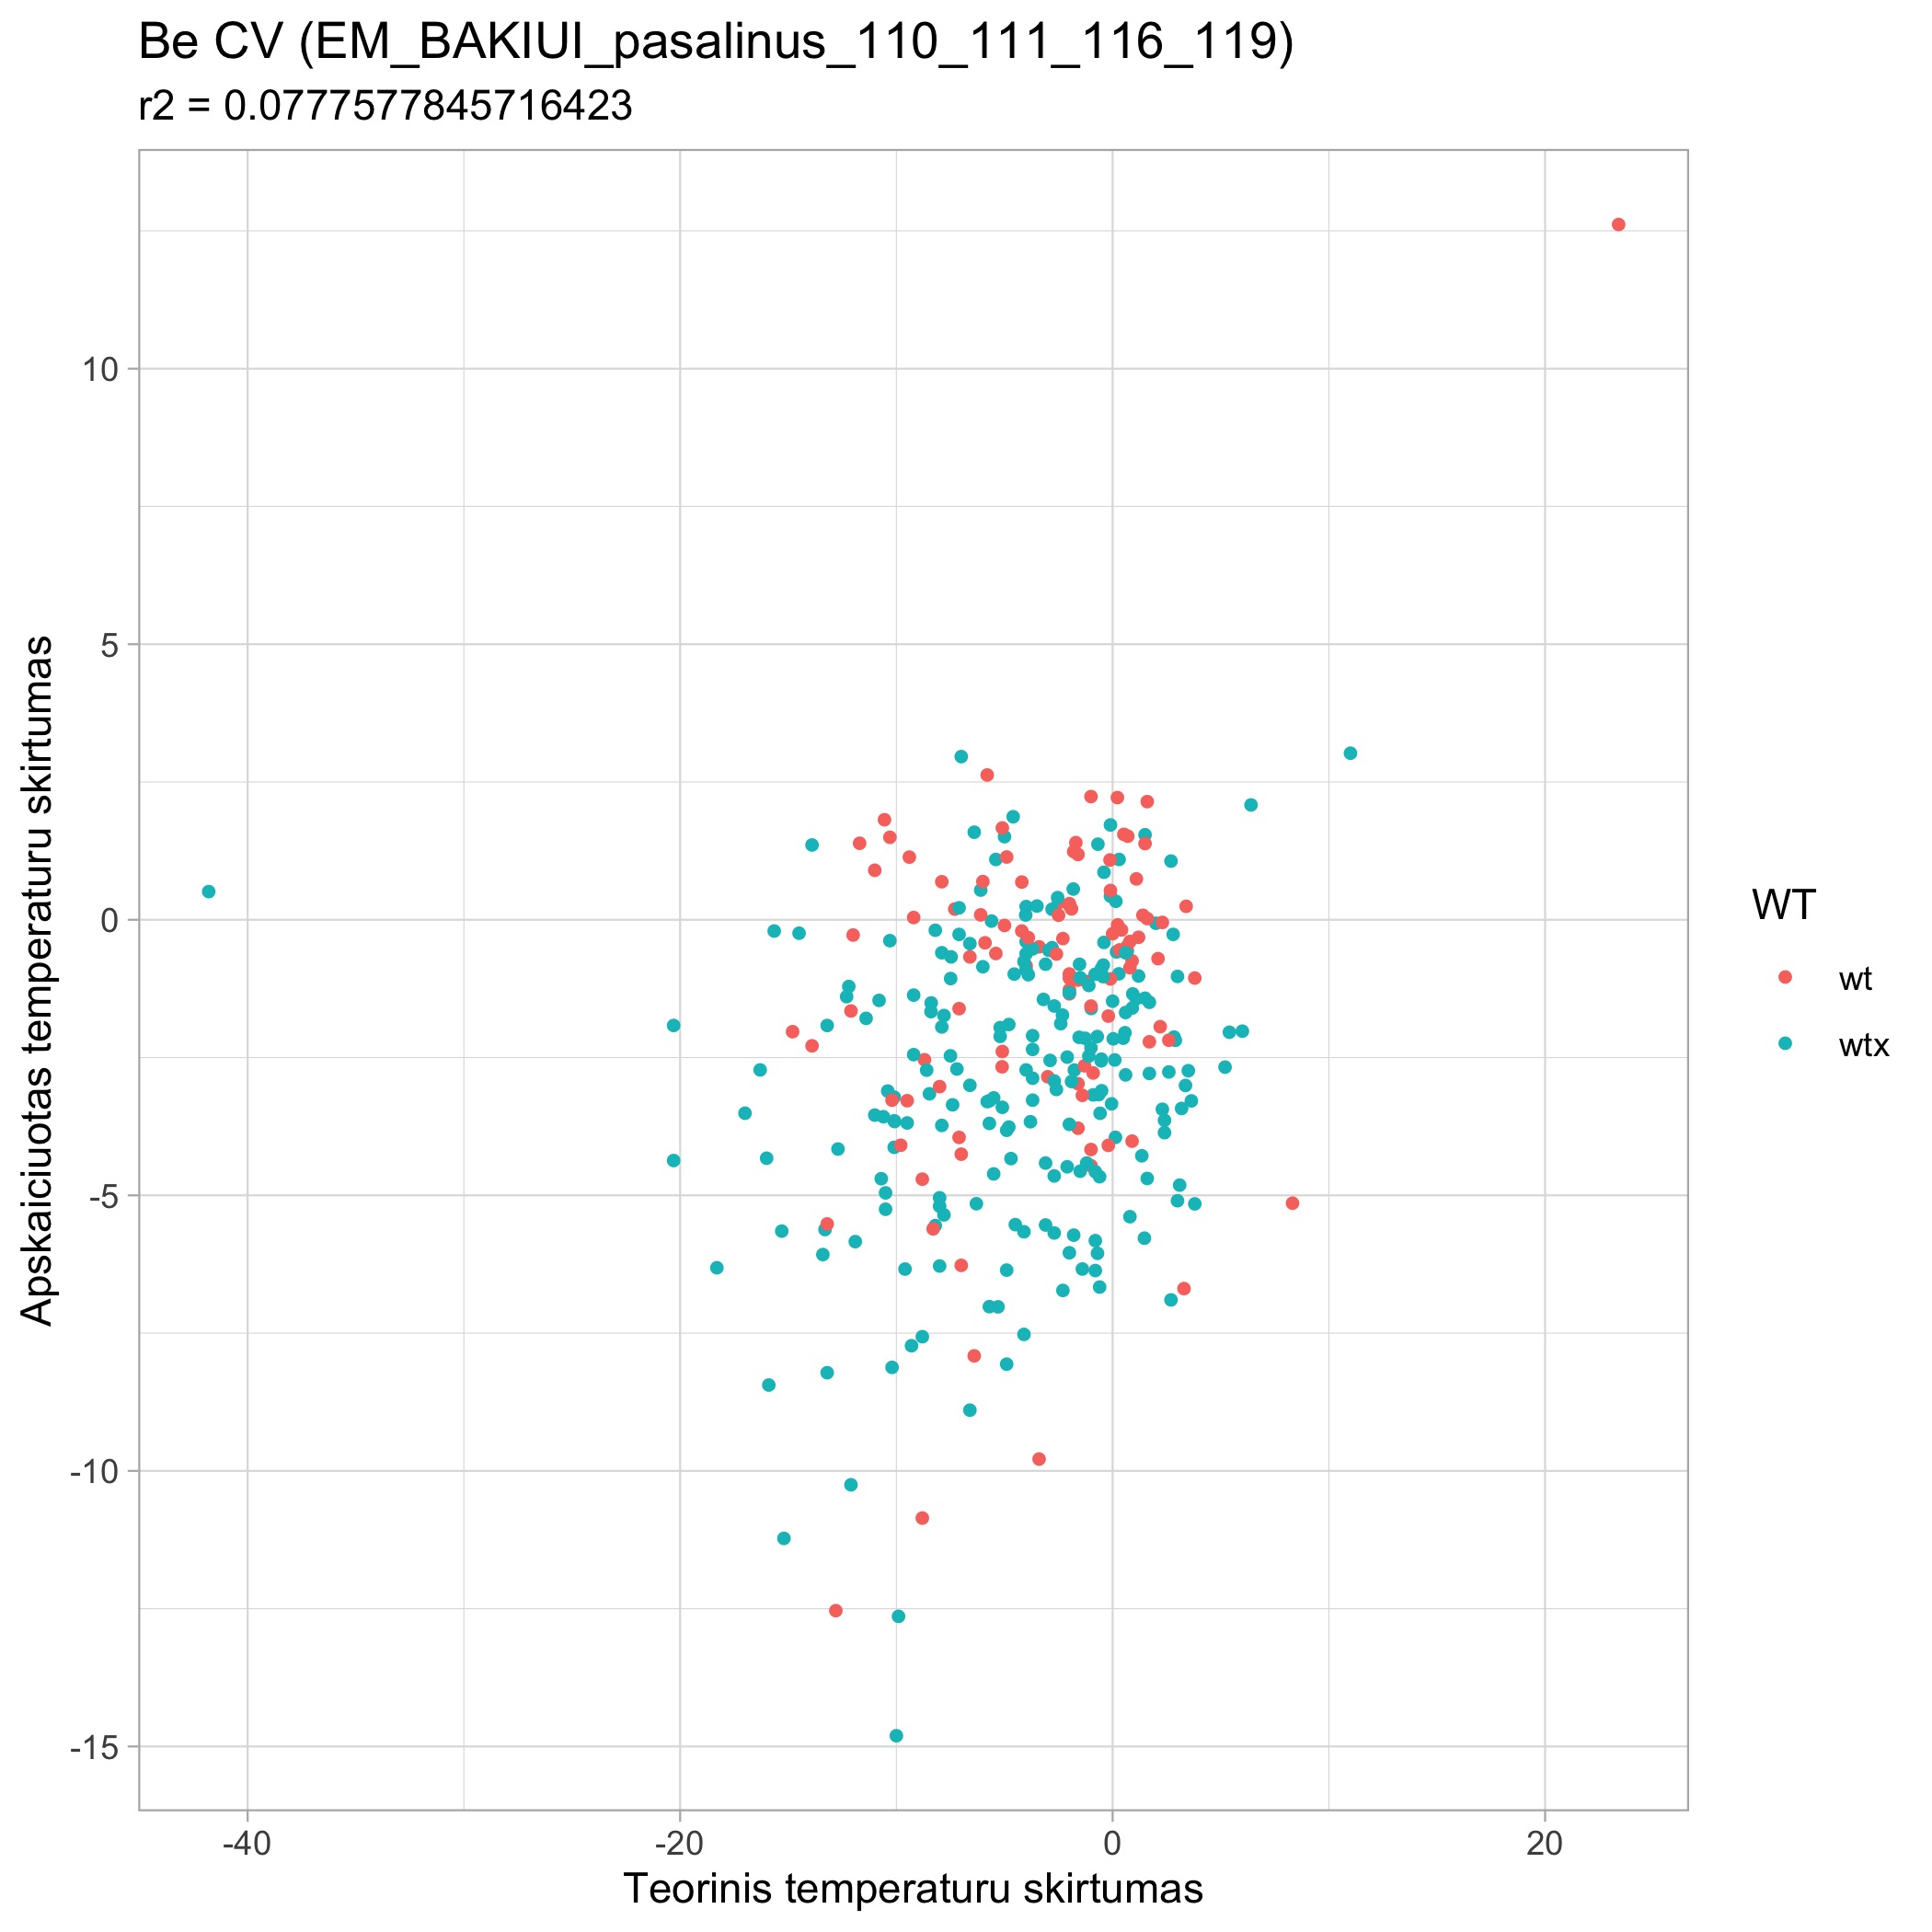 Be CV (EM_BAKIUI_pasalinus_110_111_116_119)
r2 = 0.0777577845716423
10
5
0
-5
-10
-15
Apskaiciuotas temperaturu skirtumas
-40
-20
0
20
Teorinis temperaturu skirtumas
WT
wt
wtx